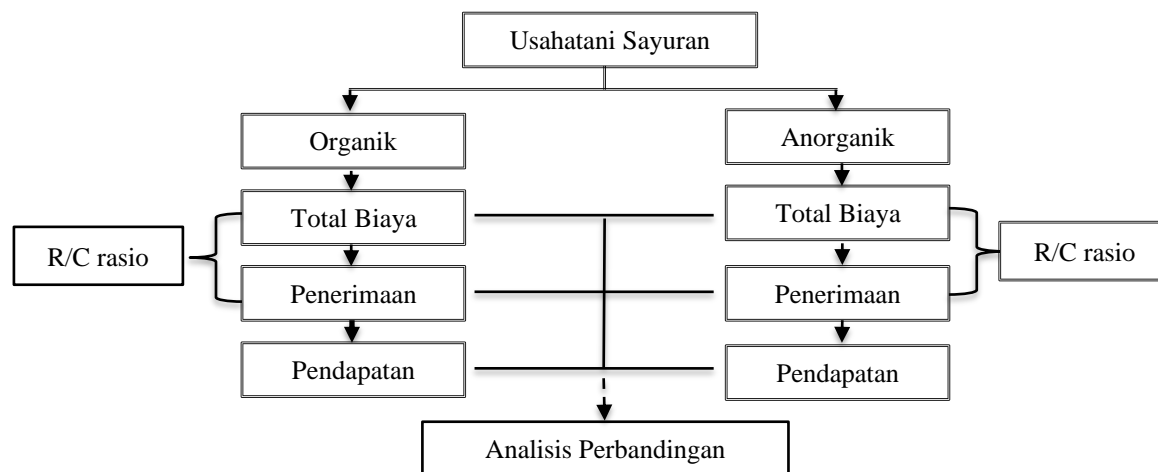 Usahatani Sayuran
Organik
Anorganik
Total Biaya
Total Biaya
R/C rasio
R/C rasio
Penerimaan
Penerimaan
Pendapatan
Pendapatan
Analisis Perbandingan